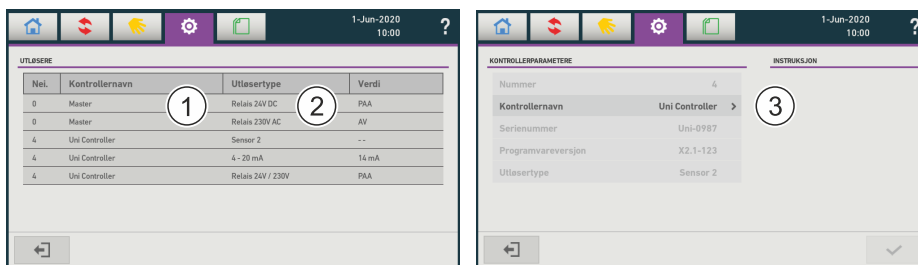 1-Jun-2020
10:00
?
UTLØSERE
Nei. Kontrollernavn Utløsertype Verdi
0 Master Relais 24V DC PAA
0 Master Relais 230V AC AV
4 Uni Controller Sensor 2 --
4 Uni Controller 4 - 20 mA 14 mA
4 Uni Controller Relais 24V / 230V PAA
1
2
1-Jun-2020
10:00
?
KONTROLLERPARAMETERE
INSTRUKSJON
Nummer 4
Kontrollernavn Uni Controller >
Serienummer Uni-0987
Programvareversjon X2.1-123
Utløsertype Sensor 2
3